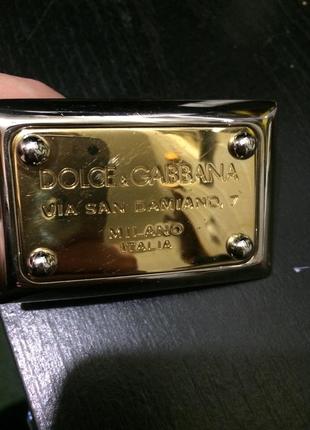 DOLCE & GABBANA
VIA SAN DAMIANO, 7
MILANO
ITALIA